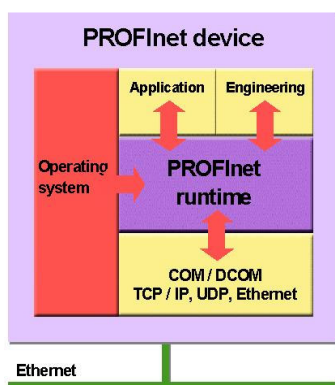 PROFInet device
Application
Engineering
Operating
system
PROFInet
runtime
COM / DCOM
TCP / IP, UDP, Ethernet
Ethernet